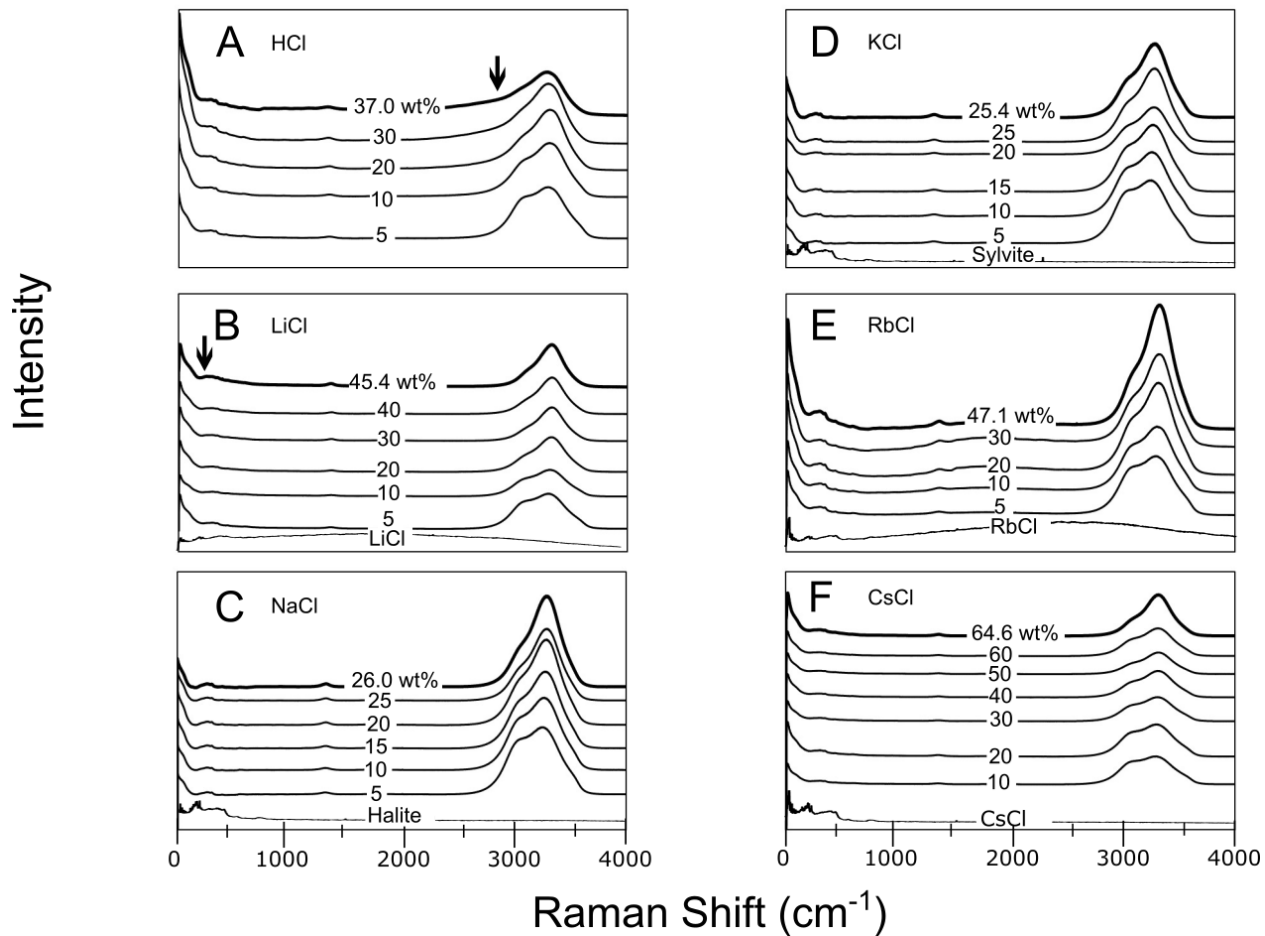 Intensity
A HCl
37.0 wt%
30
20
10
5
B LiCl
45.4 wt%
40
30
20
10
5
LiCl
C NaCl
26.0 wt%
25
20
15
10
5
Halite
0 1000 2000 3000 4000
D KCl
25.4 wt%
25
20
15
10
5
Sylvite
E RbCl
47.1 wt%
30
20
10
5
RbCl
F CsCl
64.6 wt%
60
50
40
30
20
10
CsCl
0 1000 2000 3000 4000
Raman Shift (cm⁻¹)